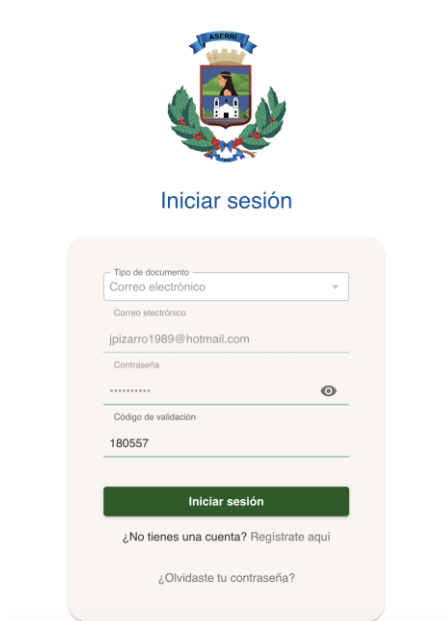 ASERRÍ
Iniciar sesión
Tipo de documento
Correo electrónico
Correo electrónico
jpizarro1989@hotmail.com
Contraseña
••••••••••
Código de validación
180557
Iniciar sesión
¿No tienes una cuenta? Regístrate aquí
¿Olvidaste tu contraseña?